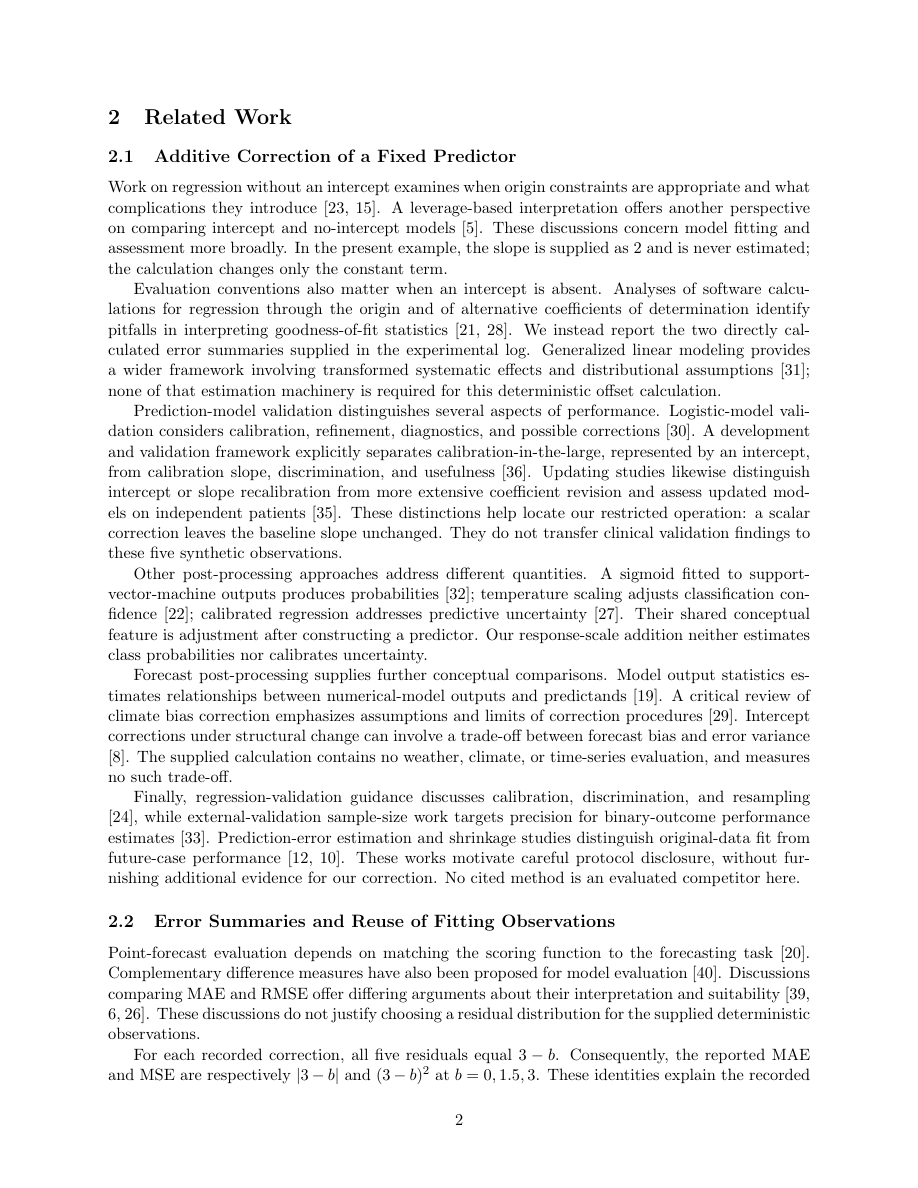 2 Related Work
2.1 Additive Correction of a Fixed Predictor
Work on regression without an intercept examines when origin constraints are appropriate and what
complications they introduce [23, 15]. A leverage-based interpretation offers another perspective
on comparing intercept and no-intercept models [5]. These discussions concern model fitting and
assessment more broadly. In the present example, the slope is supplied as 2 and is never estimated;
the calculation changes only the constant term.
Evaluation conventions also matter when an intercept is absent. Analyses of software calcu-
lations for regression through the origin and of alternative coefficients of determination identify
pitfalls in interpreting goodness-of-fit statistics [21, 28]. We instead report the two directly cal-
culated error summaries supplied in the experimental log. Generalized linear modeling provides
a wider framework involving transformed systematic effects and distributional assumptions [31];
none of that estimation machinery is required for this deterministic offset calculation.
Prediction-model validation distinguishes several aspects of performance. Logistic-model vali-
dation considers calibration, refinement, diagnostics, and possible corrections [30]. A development
and validation framework explicitly separates calibration-in-the-large, represented by an intercept,
from calibration slope, discrimination, and usefulness [36]. Updating studies likewise distinguish
intercept or slope recalibration from more extensive coefficient revision and assess updated mod-
els on independent patients [35]. These distinctions help locate our restricted operation: a scalar
correction leaves the baseline slope unchanged. They do not transfer clinical validation findings to
these five synthetic observations.
Other post-processing approaches address different quantities. A sigmoid fitted to support-
vector-machine outputs produces probabilities [32]; temperature scaling adjusts classification con-
fidence [22]; calibrated regression addresses predictive uncertainty [27]. Their shared conceptual
feature is adjustment after constructing a predictor. Our response-scale addition neither estimates
class probabilities nor calibrates uncertainty.
Forecast post-processing supplies further conceptual comparisons. Model output statistics es-
timates relationships between numerical-model outputs and predictands [19]. A critical review of
climate bias correction emphasizes assumptions and limits of correction procedures [29]. Intercept
corrections under structural change can involve a trade-off between forecast bias and error variance
[8]. The supplied calculation contains no weather, climate, or time-series evaluation, and measures
no such trade-off.
Finally, regression-validation guidance discusses calibration, discrimination, and resampling
[24], while external-validation sample-size work targets precision for binary-outcome performance
estimates [33]. Prediction-error estimation and shrinkage studies distinguish original-data fit from
future-case performance [12, 10]. These works motivate careful protocol disclosure, without fur-
nishing additional evidence for our correction. No cited method is an evaluated competitor here.
2.2 Error Summaries and Reuse of Fitting Observations
Point-forecast evaluation depends on matching the scoring function to the forecasting task [20].
Complementary difference measures have also been proposed for model evaluation [40]. Discussions
comparing MAE and RMSE offer differing arguments about their interpretation and suitability [39,
6, 26]. These discussions do not justify choosing a residual distribution for the supplied deterministic
observations.
For each recorded correction, all five residuals equal 3 − b. Consequently, the reported MAE
and MSE are respectively |3 − b| and (3 − b)² at b = 0, 1.5, 3. These identities explain the recorded
2